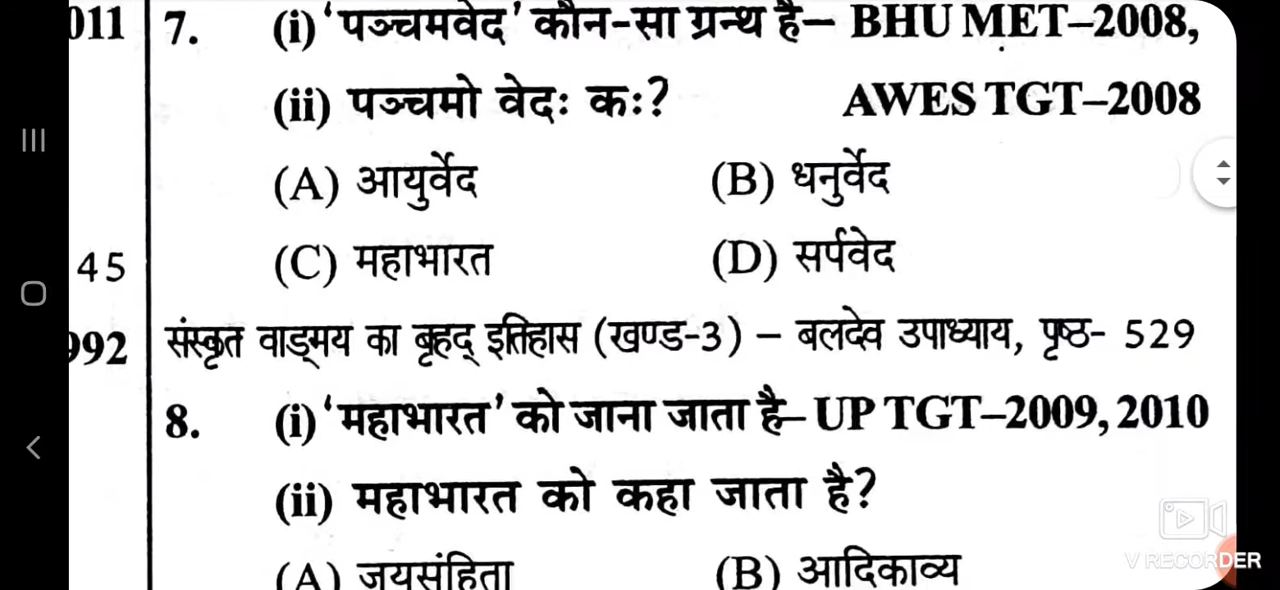 011
7. (i) ‘पञ्चमवेद’ कौन-सा ग्रन्थ है– BHU MET–2008,
(ii) पञ्चमो वेदः कः? AWES TGT–2008
(A) आयुर्वेद (B) धनुर्वेद
45
(C) महाभारत (D) सर्पवेद
992
संस्कृत वाड्मय का बृहद् इतिहास (खण्ड-3) – बलदेव उपाध्याय, पृष्ठ- 529
8. (i) ‘महाभारत’ को जाना जाता है– UP TGT–2009, 2010
(ii) महाभारत को कहा जाता है?
(A) जयसंहिता (B) आदिकाव्य
V RECORDER